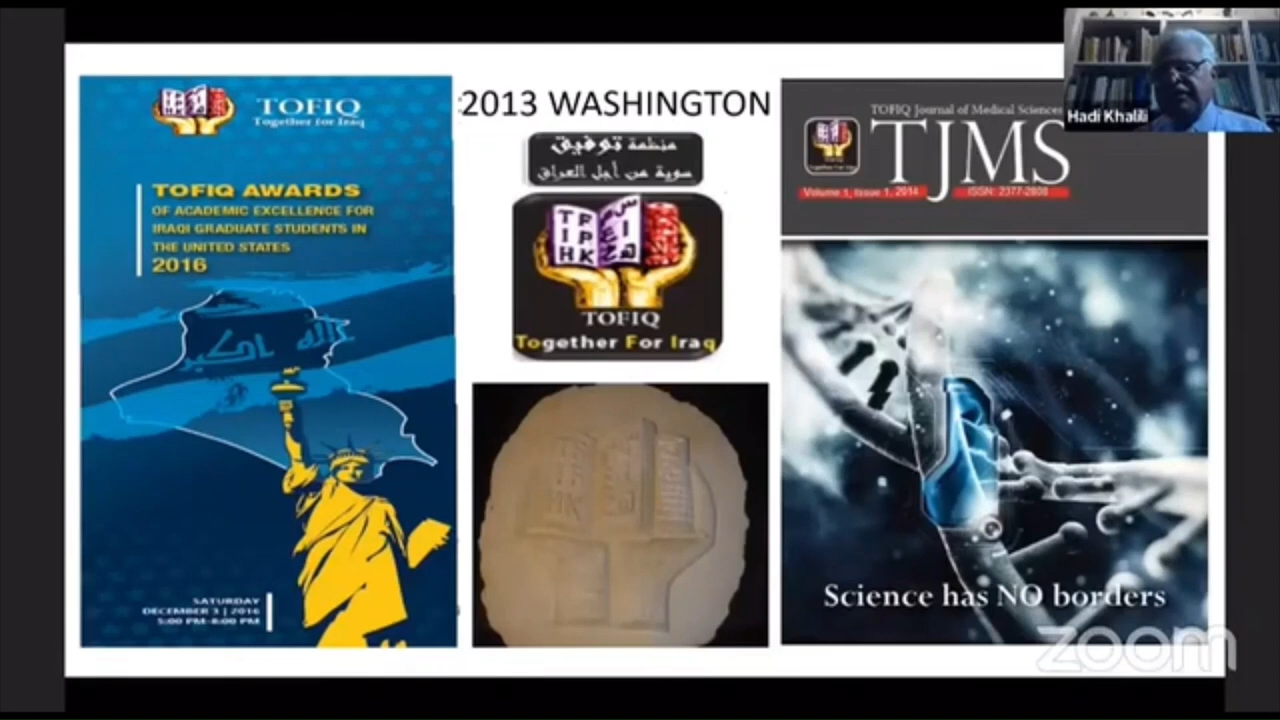 TOFIQ
Together for Iraq
TOFIQ AWARDS
OF ACADEMIC EXCELLENCE FOR
IRAQI GRADUATE STUDENTS IN
THE UNITED STATES
2016
الله اكبر
SATURDAY
DECEMBER 3 | 2016
5:00 PM-8:00 PM
2013 WASHINGTON
منظمة توفيق
سوية من أجل العراق
TOFIQ
Together For Iraq
TOFIQ Journal of Medical Sciences
TJMS
Volume 1, Issue 1, 2014
ISSN: 2377-2808
Science has NO borders
Hadi Khalili
zoom